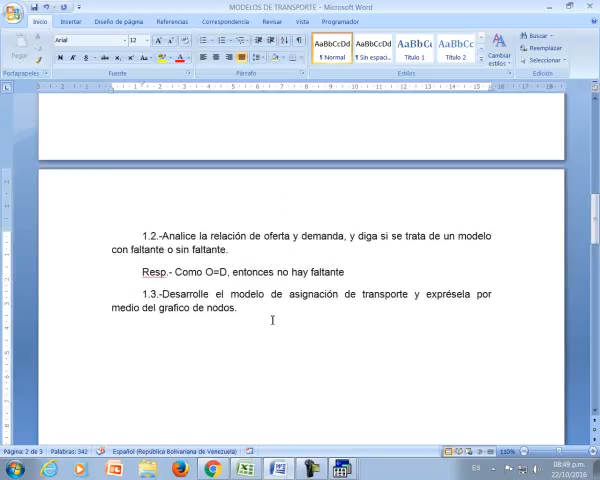 MODELOS DE TRANSPORTE - Microsoft Word
Inicio Insertar Diseño de página Referencias Correspondencia Revisar Vista Programador
Pegar
Arial 12
AaBbCcDd AaBbCcDd AaBbCc AaBbCc
¶ Normal ¶ Sin espaci... Título 1 Título 2
Cambiar estilos
Buscar
Reemplazar
Seleccionar
Portapapeles Fuente Párrafo Estilos Edición
1.2.-Analice la relación de oferta y demanda, y diga si se trata de un modelo
con faltante o sin faltante.
Resp.- Como O=D, entonces no hay faltante
1.3.-Desarrolle el modelo de asignación de transporte y exprésela por
medio del grafico de nodos.
Página: 2 de 3 Palabras: 342 Español (República Bolivariana de Venezuela) 110%
ES 08:49 p.m.
22/10/2016